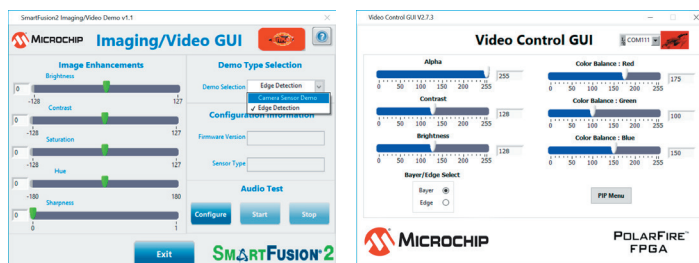 SmartFusion2 Imaging/Video Demo v1.1
MICROCHIP Imaging/Video GUI
Image Enhancements
Brightness
0
-128 127
Contrast
0
-128 127
Saturation
0
-128 127
Hue
0
-180 180
Sharpness
0
0 1
Demo Type Selection
Demo Selection Edge Detection
Camera Sensor Demo
✓ Edge Detection
Configuration Information
Firmware Version
Sensor Type
Audio Test
Configure Start Stop
Exit SMARTFUSION®2
Video Control GUI V2.7.3
Video Control GUI COM111
Alpha
255
0 50 100 150 200 255
Contrast
128
0 50 100 150 200 255
Brightness
128
0 50 100 150 200 255
Bayer/Edge Select
Bayer
Edge
Color Balance : Red
175
0 50 100 150 200 255
Color Balance : Green
100
0 50 100 150 200 255
Color Balance : Blue
150
0 50 100 150 200 255
PIP Menu
MICROCHIP
POLARFIRE™
FPGA